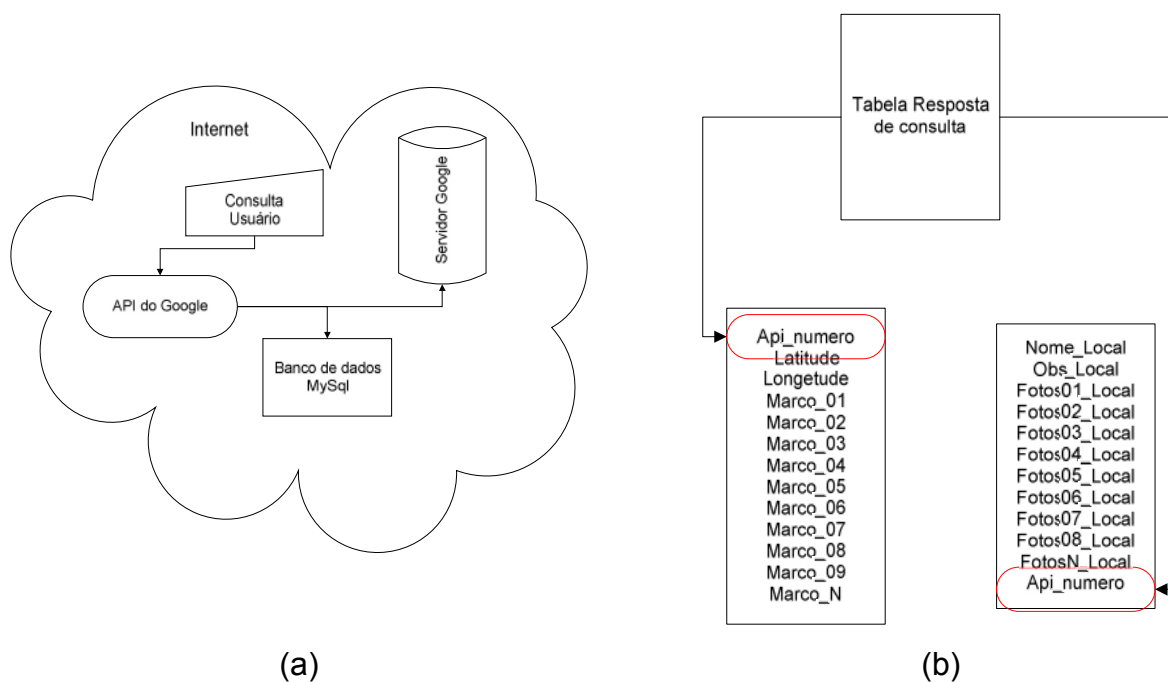 Internet
Consulta
Usuário
Servidor Google
API do Google
Banco de dados
MySql
(a)
Tabela Resposta
de consulta
Api_numero
Latitude
Longetude
Marco_01
Marco_02
Marco_03
Marco_04
Marco_05
Marco_06
Marco_07
Marco_08
Marco_09
Marco_N
Nome_Local
Obs_Local
Fotos01_Local
Fotos02_Local
Fotos03_Local
Fotos04_Local
Fotos05_Local
Fotos06_Local
Fotos07_Local
Fotos08_Local
FotosN_Local
Api_numero
(b)